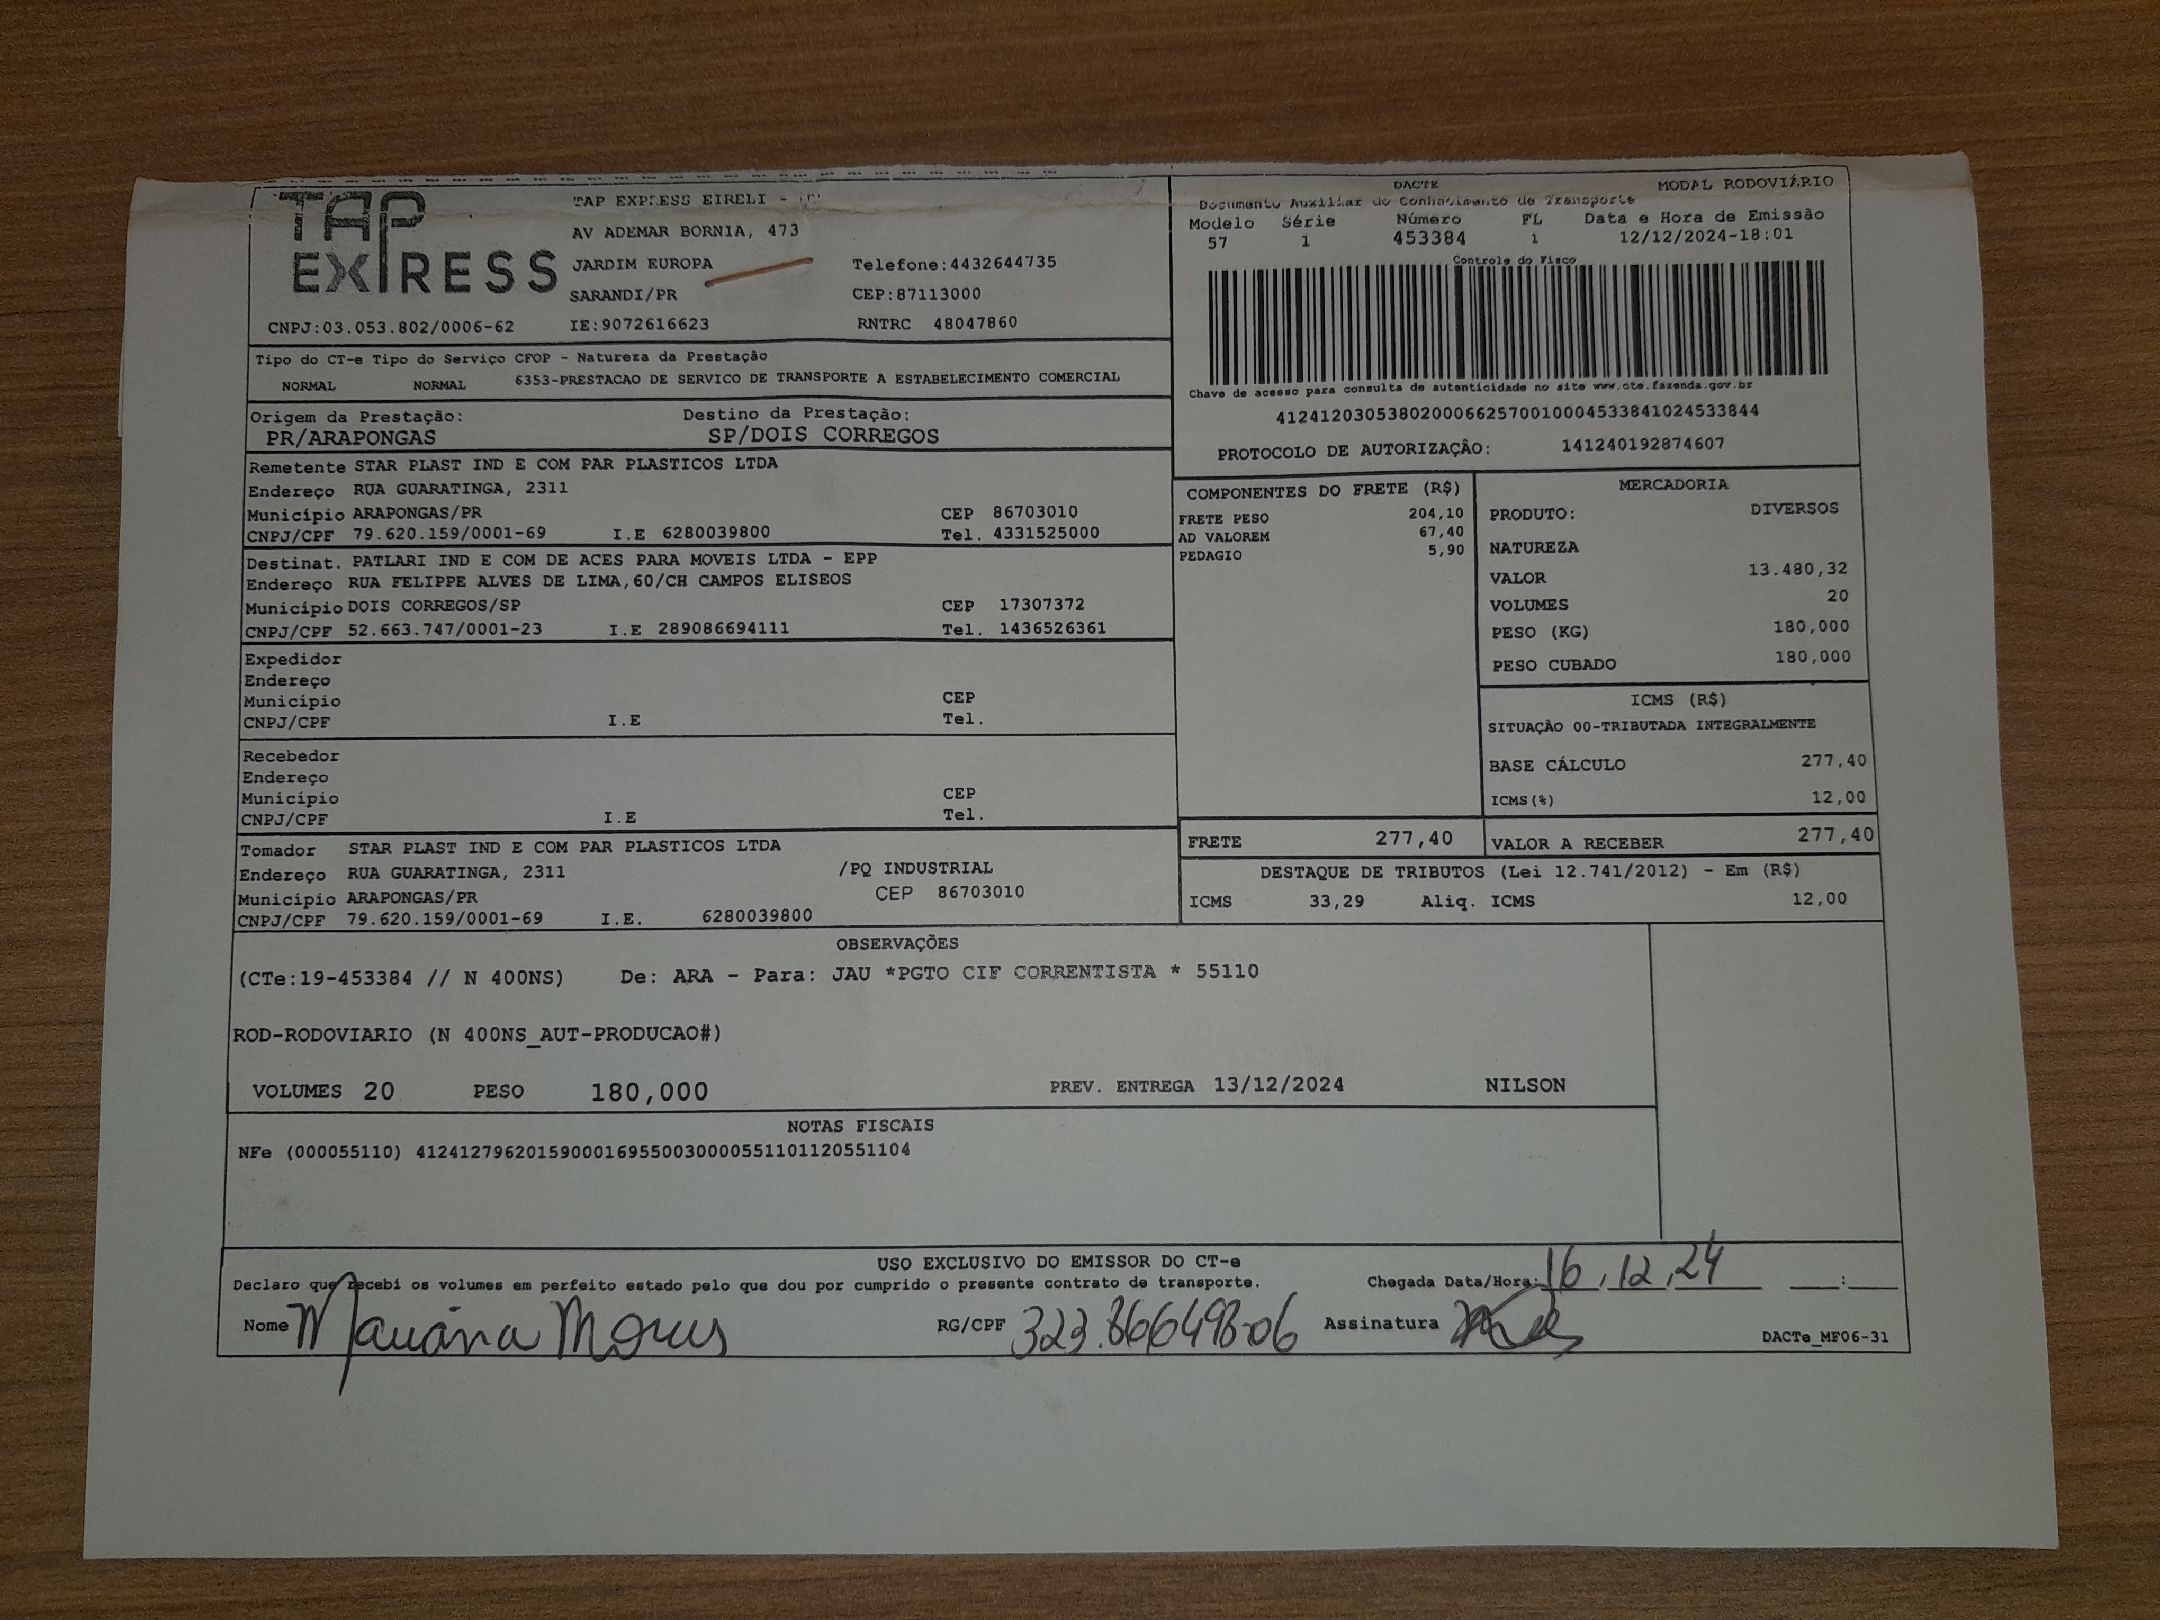 TAP EXPRESS
TAP EXPRESS EIRELI -
AV ADEMAR BORNIA, 473
JARDIM EUROPA Telefone:4432644735
SARANDI/PR CEP:87113000
CNPJ:03.053.802/0006-62 IE:9072616623 RNTRC 48047860
DACTE MODAL RODOVIÁRIO
Documento Auxiliar do Conhecimento de Transporte
Modelo Série Número FL Data e Hora de Emissão
57 1 453384 1 12/12/2024-18:01
Controle do Fisco
Chave de acesso para consulta de autenticidade no site www.cte.fazenda.gov.br
41241203053802000662570010004533841024533844
PROTOCOLO DE AUTORIZAÇÃO: 141240192874607
Tipo do CT-e Tipo do Serviço CFOP - Natureza da Prestação
NORMAL NORMAL 6353-PRESTACAO DE SERVICO DE TRANSPORTE A ESTABELECIMENTO COMERCIAL
Origem da Prestação: Destino da Prestação:
PR/ARAPONGAS SP/DOIS CORREGOS
Remetente STAR PLAST IND E COM PAR PLASTICOS LTDA
Endereço RUA GUARATINGA, 2311
Município ARAPONGAS/PR CEP 86703010
CNPJ/CPF 79.620.159/0001-69 I.E 6280039800 Tel. 4331525000
Destinat. PATLARI IND E COM DE ACES PARA MOVEIS LTDA - EPP
Endereço RUA FELIPPE ALVES DE LIMA,60/CH CAMPOS ELISEOS
Município DOIS CORREGOS/SP CEP 17307372
CNPJ/CPF 52.663.747/0001-23 I.E 289086694111 Tel. 1436526361
Expedidor
Endereço
Município CEP
CNPJ/CPF I.E Tel.
Recebedor
Endereço
Município CEP
CNPJ/CPF I.E Tel.
Tomador STAR PLAST IND E COM PAR PLASTICOS LTDA
Endereço RUA GUARATINGA, 2311 /PQ INDUSTRIAL
Município ARAPONGAS/PR CEP 86703010
CNPJ/CPF 79.620.159/0001-69 I.E. 6280039800
COMPONENTES DO FRETE (R$)
FRETE PESO 204,10
AD VALOREM 67,40
PEDAGIO 5,90
MERCADORIA
PRODUTO: DIVERSOS
NATUREZA
VALOR 13.480,32
VOLUMES 20
PESO (KG) 180,000
PESO CUBADO 180,000
ICMS (R$)
SITUAÇÃO 00-TRIBUTADA INTEGRALMENTE
BASE CÁLCULO 277,40
ICMS(%) 12,00
FRETE 277,40 VALOR A RECEBER 277,40
DESTAQUE DE TRIBUTOS (Lei 12.741/2012) - Em (R$)
ICMS 33,29 Aliq. ICMS 12,00
OBSERVAÇÕES
(CTe:19-453384 // N 400NS) De: ARA - Para: JAU *PGTO CIF CORRENTISTA * 55110
ROD-RODOVIARIO (N 400NS_AUT-PRODUCAO#)
VOLUMES 20 PESO 180,000 PREV. ENTREGA 13/12/2024 NILSON
NOTAS FISCAIS
NFe (000055110) 41241279620159000169550030000551101120551104
USO EXCLUSIVO DO EMISSOR DO CT-e
Declaro que recebi os volumes em perfeito estado pelo que dou por cumprido o presente contrato de transporte. Chegada Data/Hora: 16.12.24 __:__
Nome RG/CPF 323.866498-06 Assinatura DACTe_MF06-31